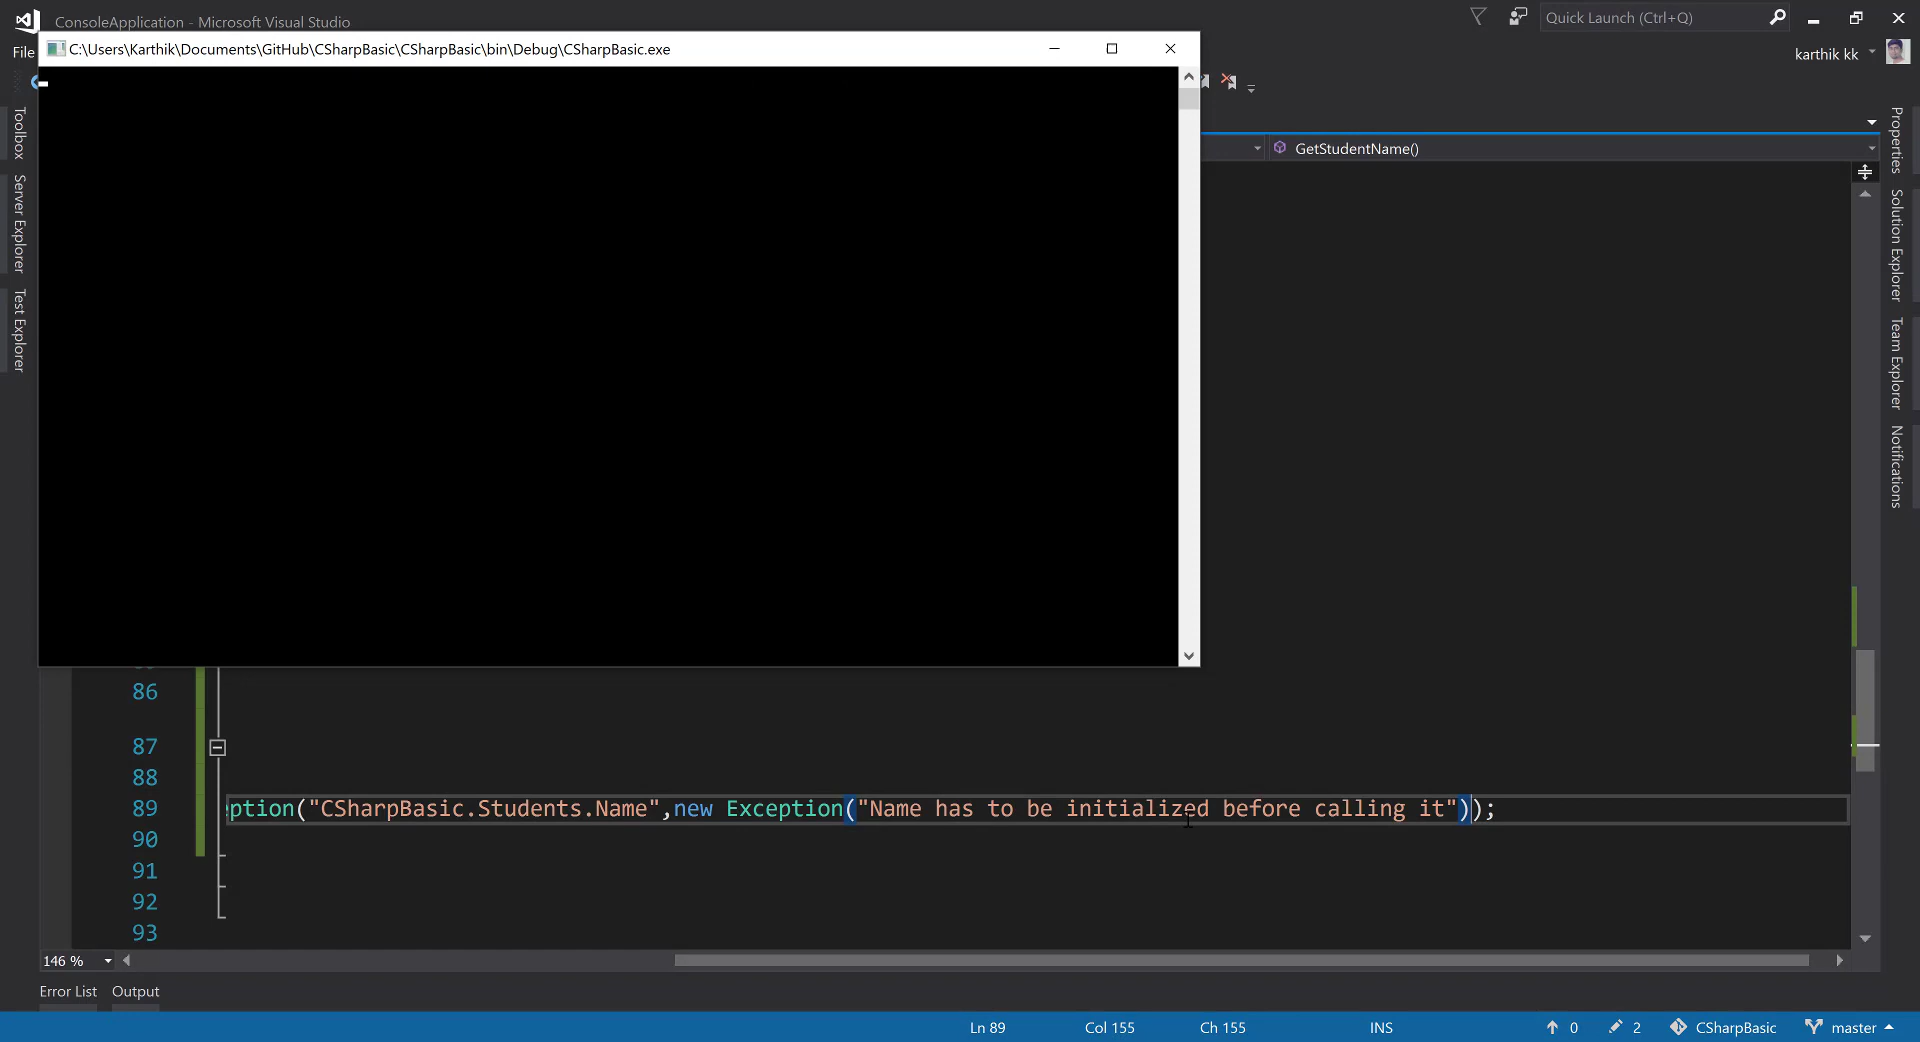 ConsoleApplication - Microsoft Visual Studio
Quick Launch (Ctrl+Q)
File
C:\Users\Karthik\Documents\GitHub\CSharpBasic\CSharpBasic\bin\Debug\CSharpBasic.exe
karthik kk
Toolbox
Server Explorer
Test Explorer
GetStudentName()
Properties
Solution Explorer
Team Explorer
Notifications
86
87
88
89 ption("CSharpBasic.Students.Name",new Exception("Name has to be initialized before calling it"));
90
91
92
93
146 %
Error List Output
Ln 89 Col 155 Ch 155 INS 0 2 CSharpBasic master